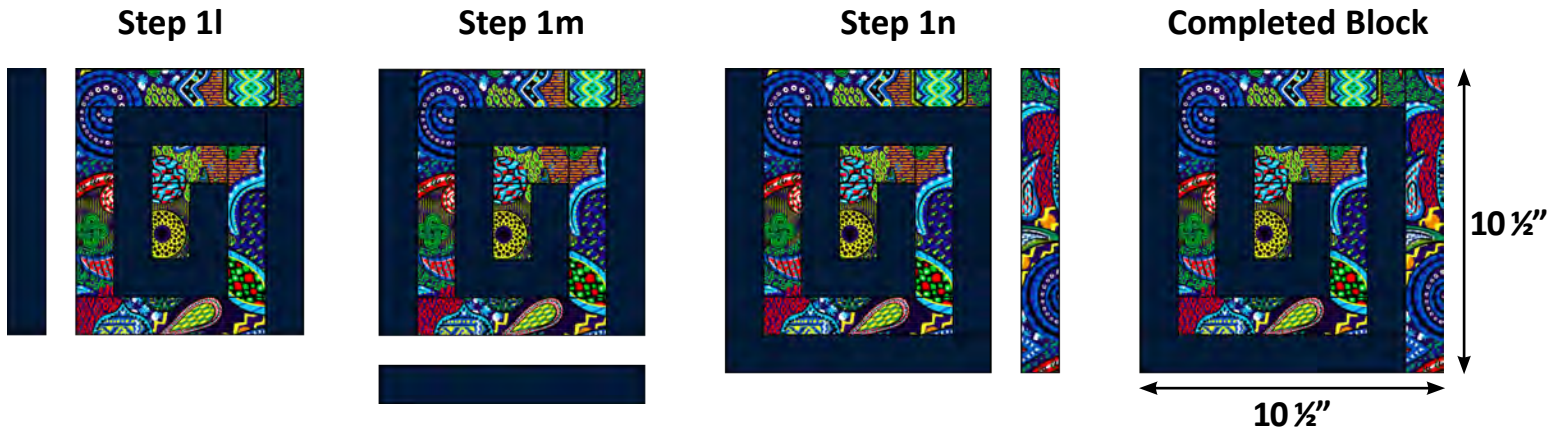 Step 1l
Step 1m
Step 1n
Completed Block
10 ½”
10 ½”